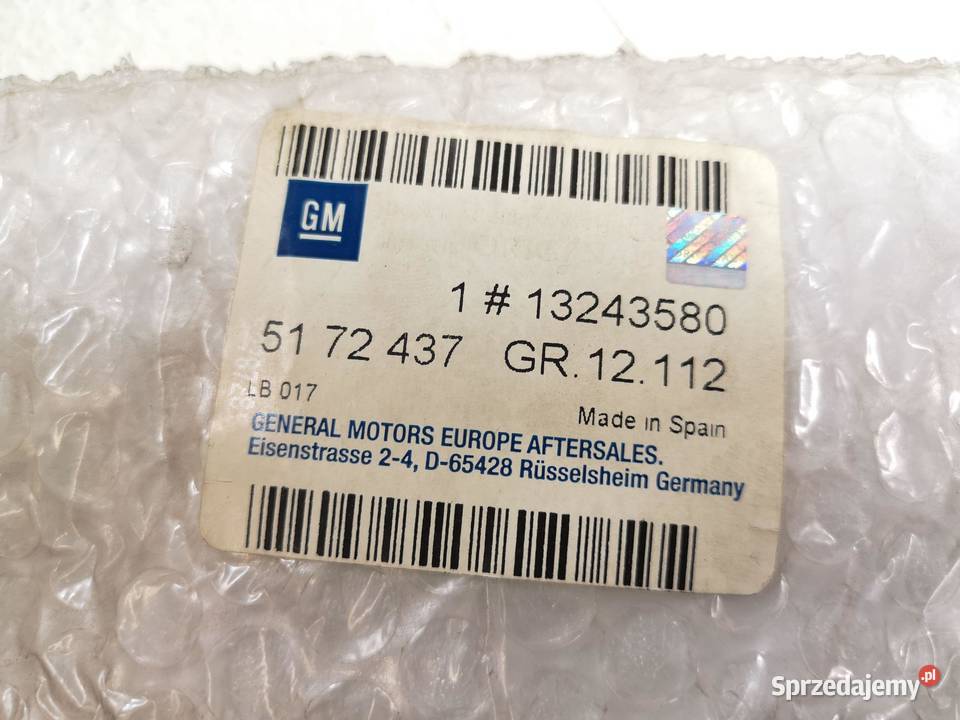 GM
1 # 13243580
51 72 437 GR. 12. 112
LB 017
Made in Spain
GENERAL MOTORS EUROPE AFTERSALES.
Eisenstrasse 2-4, D-65428 Rüsselsheim Germany
Sprzedajemy.pl